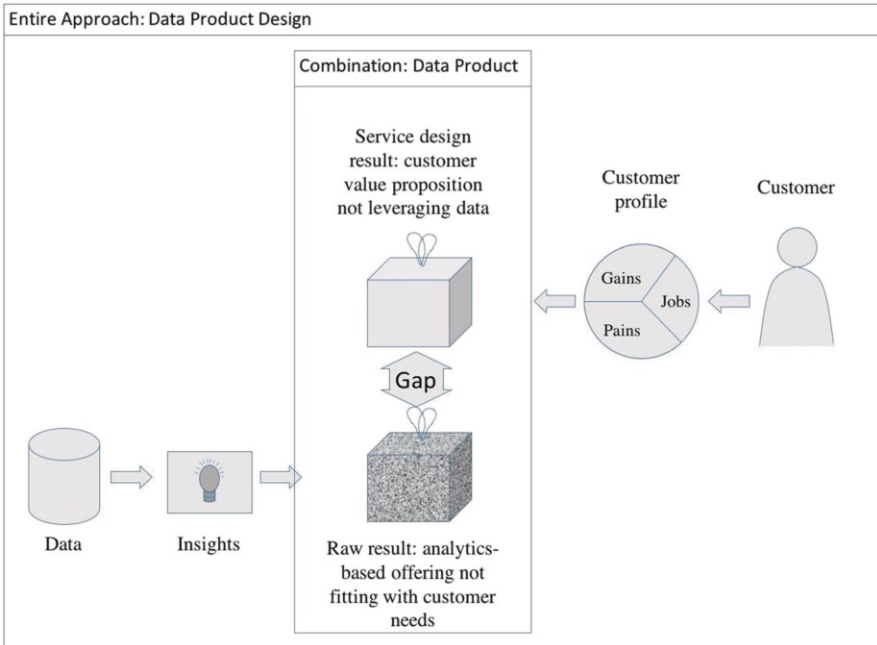 Entire Approach: Data Product Design
Combination: Data Product
Service design
result: customer
value proposition
not leveraging data
Customer
profile
Customer
Gains
Jobs
Pains
Gap
Data
Insights
Raw result: analytics-
based offering not
fitting with customer
needs